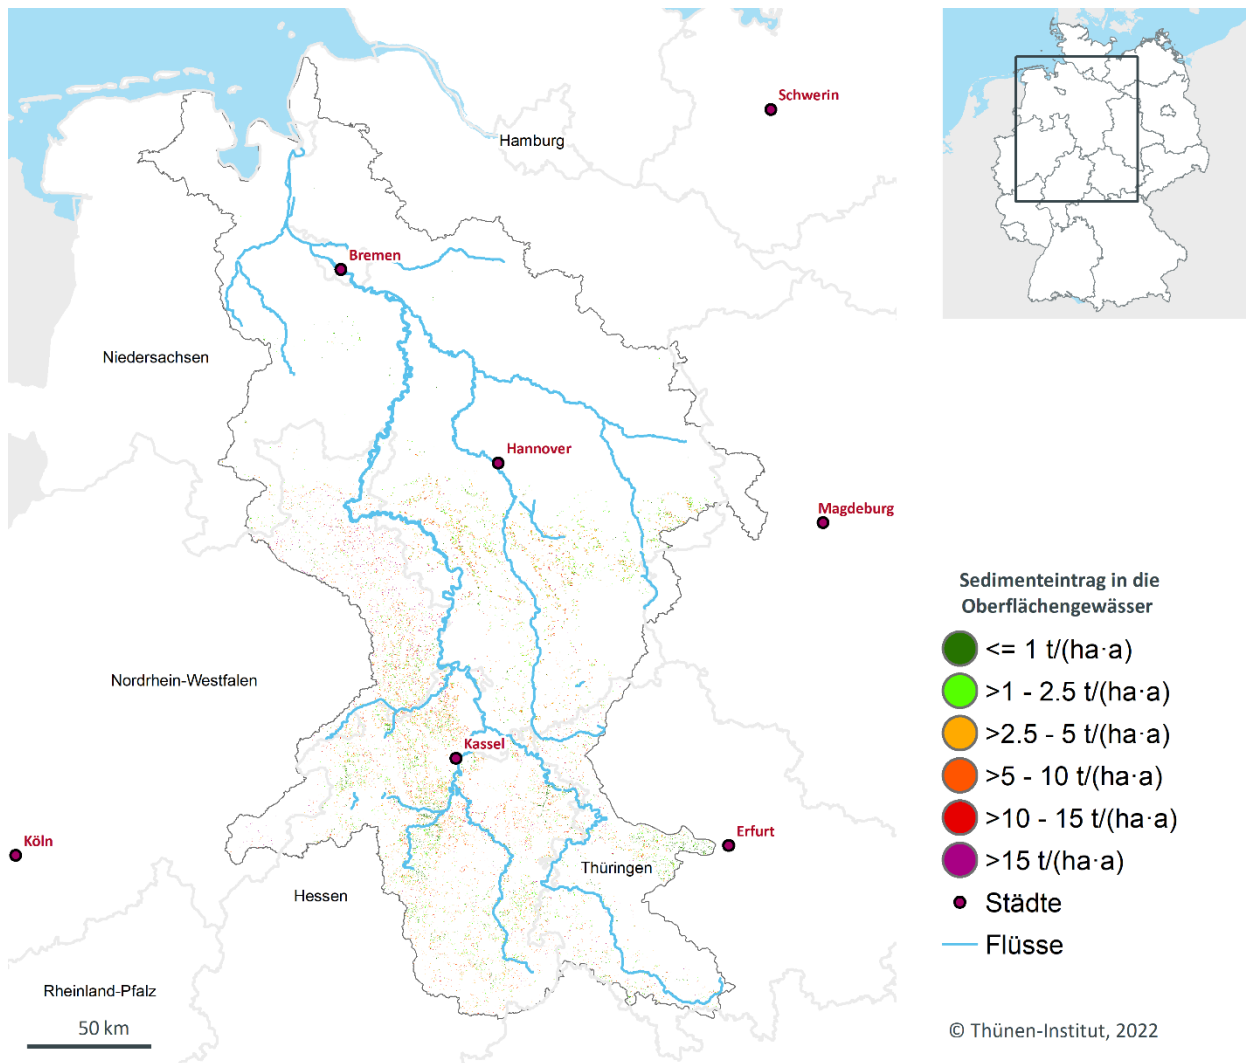 Schwerin
Hamburg
Bremen
Niedersachsen
Hannover
Magdeburg
Nordrhein-Westfalen
Kassel
Köln
Erfurt
Thüringen
Hessen
Rheinland-Pfalz
50 km
Sedimenteintrag in die
Oberflächengewässer
<= 1 t/(ha·a)
>1 - 2.5 t/(ha·a)
>2.5 - 5 t/(ha·a)
>5 - 10 t/(ha·a)
>10 - 15 t/(ha·a)
>15 t/(ha·a)
Städte
Flüsse
© Thünen-Institut, 2022